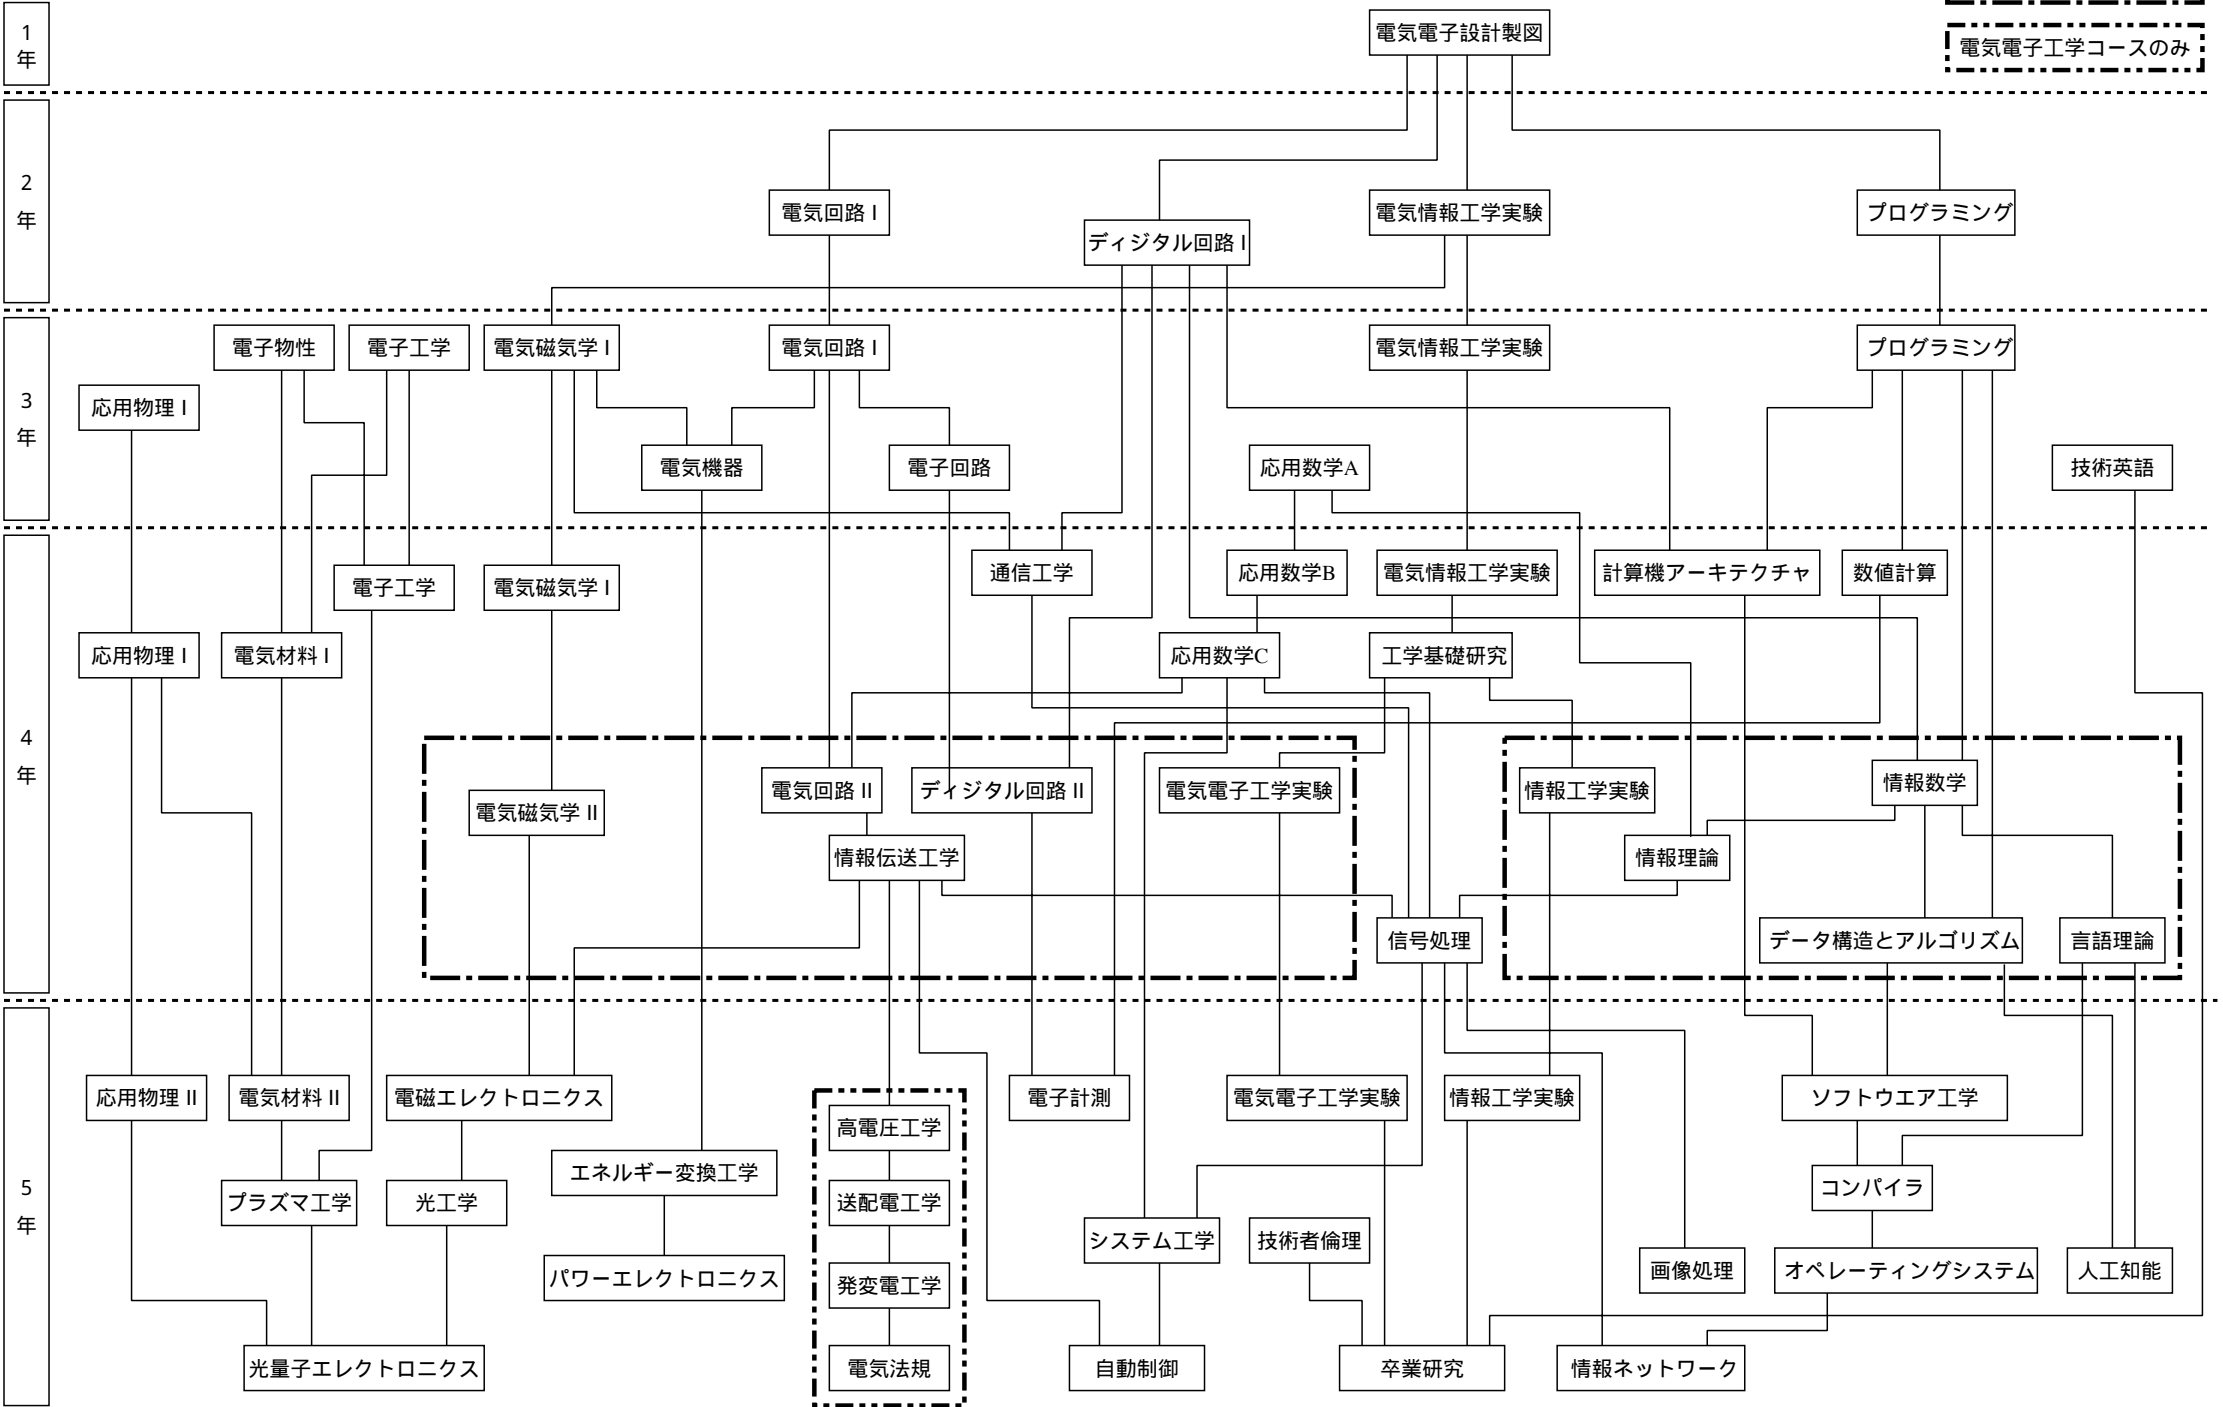 1
年
電気電子設計製図
電気電子工学コースのみ
2
年
電気回路 I
ディジタル回路 I
電気情報工学実験
プログラミング
3
年
電子物性
電子工学
電気磁気学 I
電気回路 I
電気情報工学実験
プログラミング
応用物理 I
電気機器
電子回路
応用数学A
技術英語
4
年
電子工学
電気磁気学 I
通信工学
応用数学B
電気情報工学実験
計算機アーキテクチャ
数値計算
応用物理 I
電気材料 I
応用数学C
工学基礎研究
電気磁気学 II
電気回路 II
ディジタル回路 II
電気電子工学実験
情報工学実験
情報数学
情報伝送工学
情報理論
信号処理
データ構造とアルゴリズム
言語理論
5
年
応用物理 II
電気材料 II
電磁エレクトロニクス
電子計測
電気電子工学実験
情報工学実験
ソフトウエア工学
高電圧工学
エネルギー変換工学
プラズマ工学
光工学
送配電工学
コンパイラ
システム工学
技術者倫理
パワーエレクトロニクス
発変電工学
画像処理
オペレーティングシステム
人工知能
光量子エレクトロニクス
電気法規
自動制御
卒業研究
情報ネットワーク